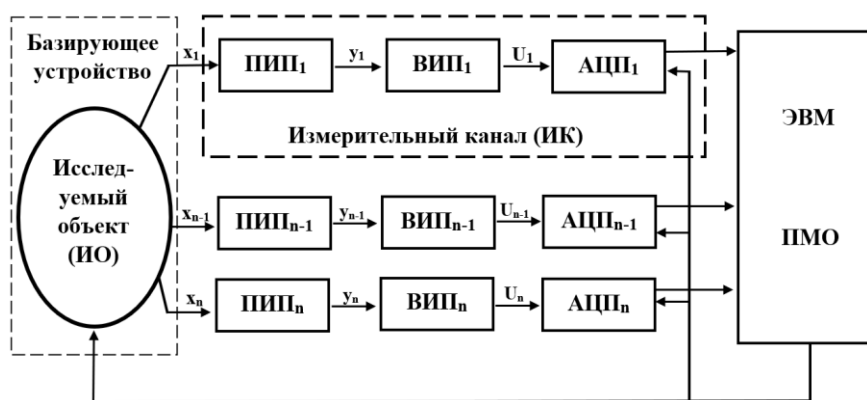 Базирующее
устройство
Исслед-
уемый
объект
(ИО)
x₁
ПИП₁
y₁
ВИП₁
U₁
АЦП₁
Измерительный канал (ИК)
xₙ₋₁
ПИПₙ₋₁
yₙ₋₁
ВИПₙ₋₁
Uₙ₋₁
АЦПₙ₋₁
xₙ
ПИПₙ
yₙ
ВИПₙ
Uₙ
АЦПₙ
ЭВМ
ПМО